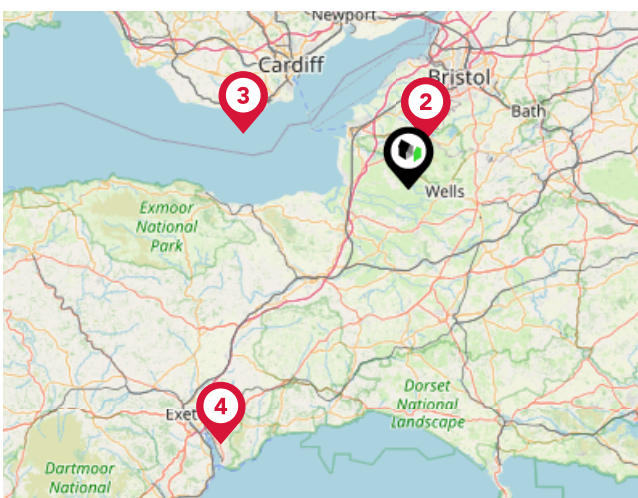 Newport
Cardiff
Bristol
3
2
Bath
Wells
Exmoor
National
Park
Dorset
National
Landscape
4
Exet
Dartmoor
National